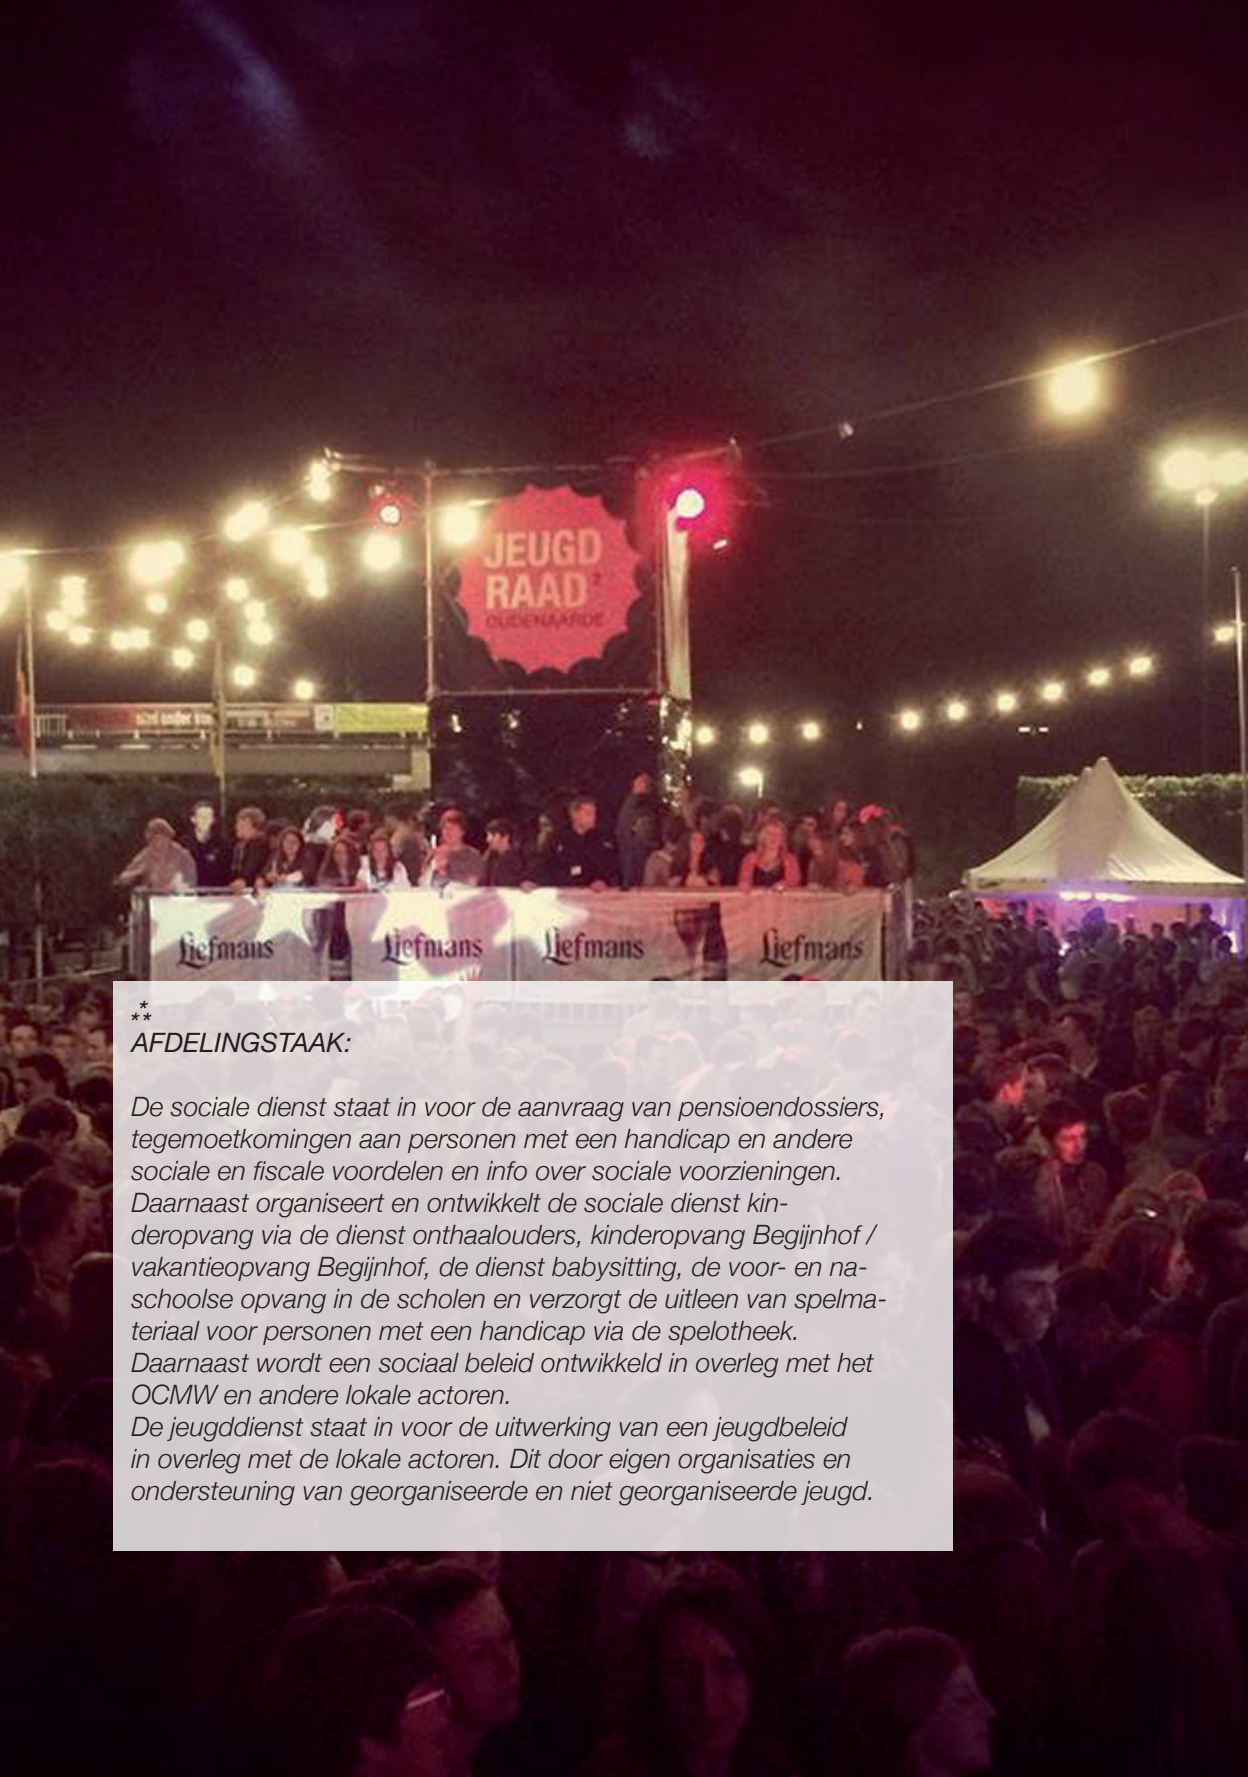 JEUGD
RAAD²
OUDENAARDE
Liefmans
Liefmans
Liefmans
Liefmans
*
**
AFDELINGSTAAK:
De sociale dienst staat in voor de aanvraag van pensioendossiers,
tegemoetkomingen aan personen met een handicap en andere
sociale en fiscale voordelen en info over sociale voorzieningen.
Daarnaast organiseert en ontwikkelt de sociale dienst kin-
deropvang via de dienst onthaalouders, kinderopvang Begijnhof /
vakantieopvang Begijnhof, de dienst babysitting, de voor- en na-
schoolse opvang in de scholen en verzorgt de uitleen van spelma-
teriaal voor personen met een handicap via de spelotheek.
Daarnaast wordt een sociaal beleid ontwikkeld in overleg met het
OCMW en andere lokale actoren.
De jeugddienst staat in voor de uitwerking van een jeugdbeleid
in overleg met de lokale actoren. Dit door eigen organisaties en
ondersteuning van georganiseerde en niet georganiseerde jeugd.